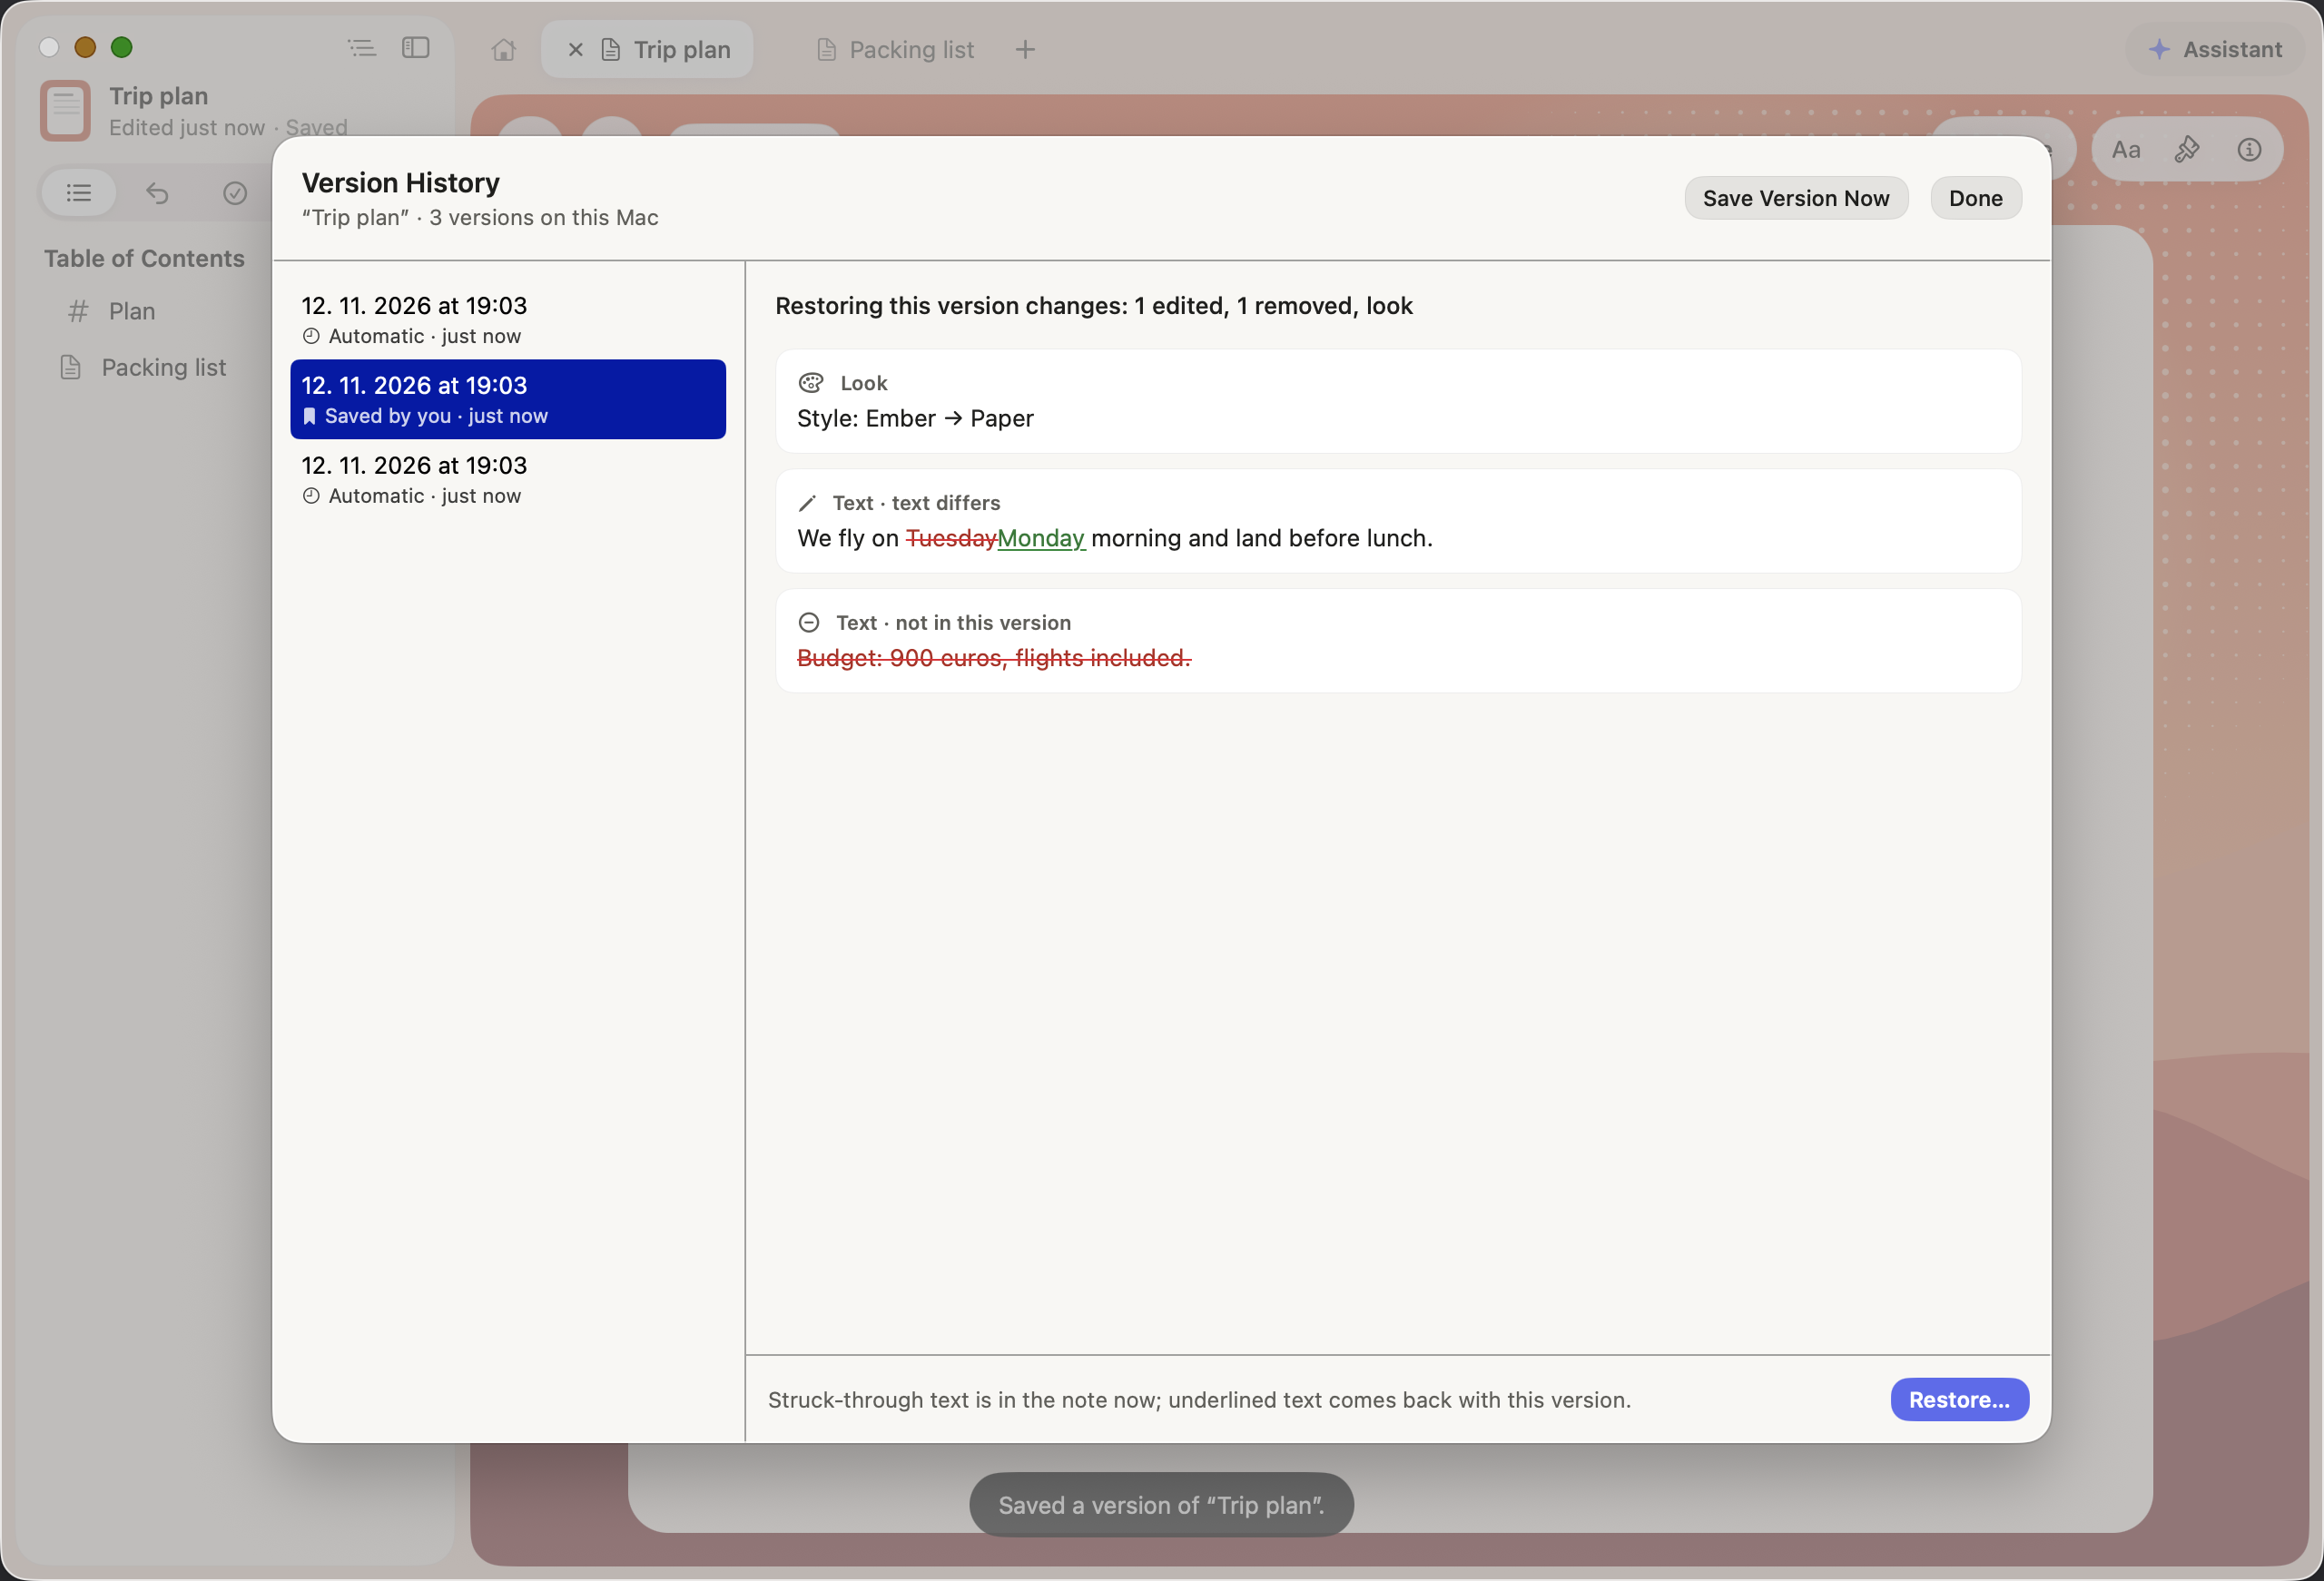 Trip plan
Packing list
Assistant
Trip plan
Edited just now · Saved
Aa
Table of Contents
# Plan
Packing list
Version History
“Trip plan” · 3 versions on this Mac
Save Version Now
Done
12. 11. 2026 at 19:03
Automatic · just now
12. 11. 2026 at 19:03
Saved by you · just now
12. 11. 2026 at 19:03
Automatic · just now
Restoring this version changes: 1 edited, 1 removed, look
Look
Style: Ember → Paper
Text · text differs
We fly on TuesdayMonday morning and land before lunch.
Text · not in this version
Budget: 900 euros, flights included.
Struck-through text is in the note now; underlined text comes back with this version.
Restore...
Saved a version of “Trip plan”.